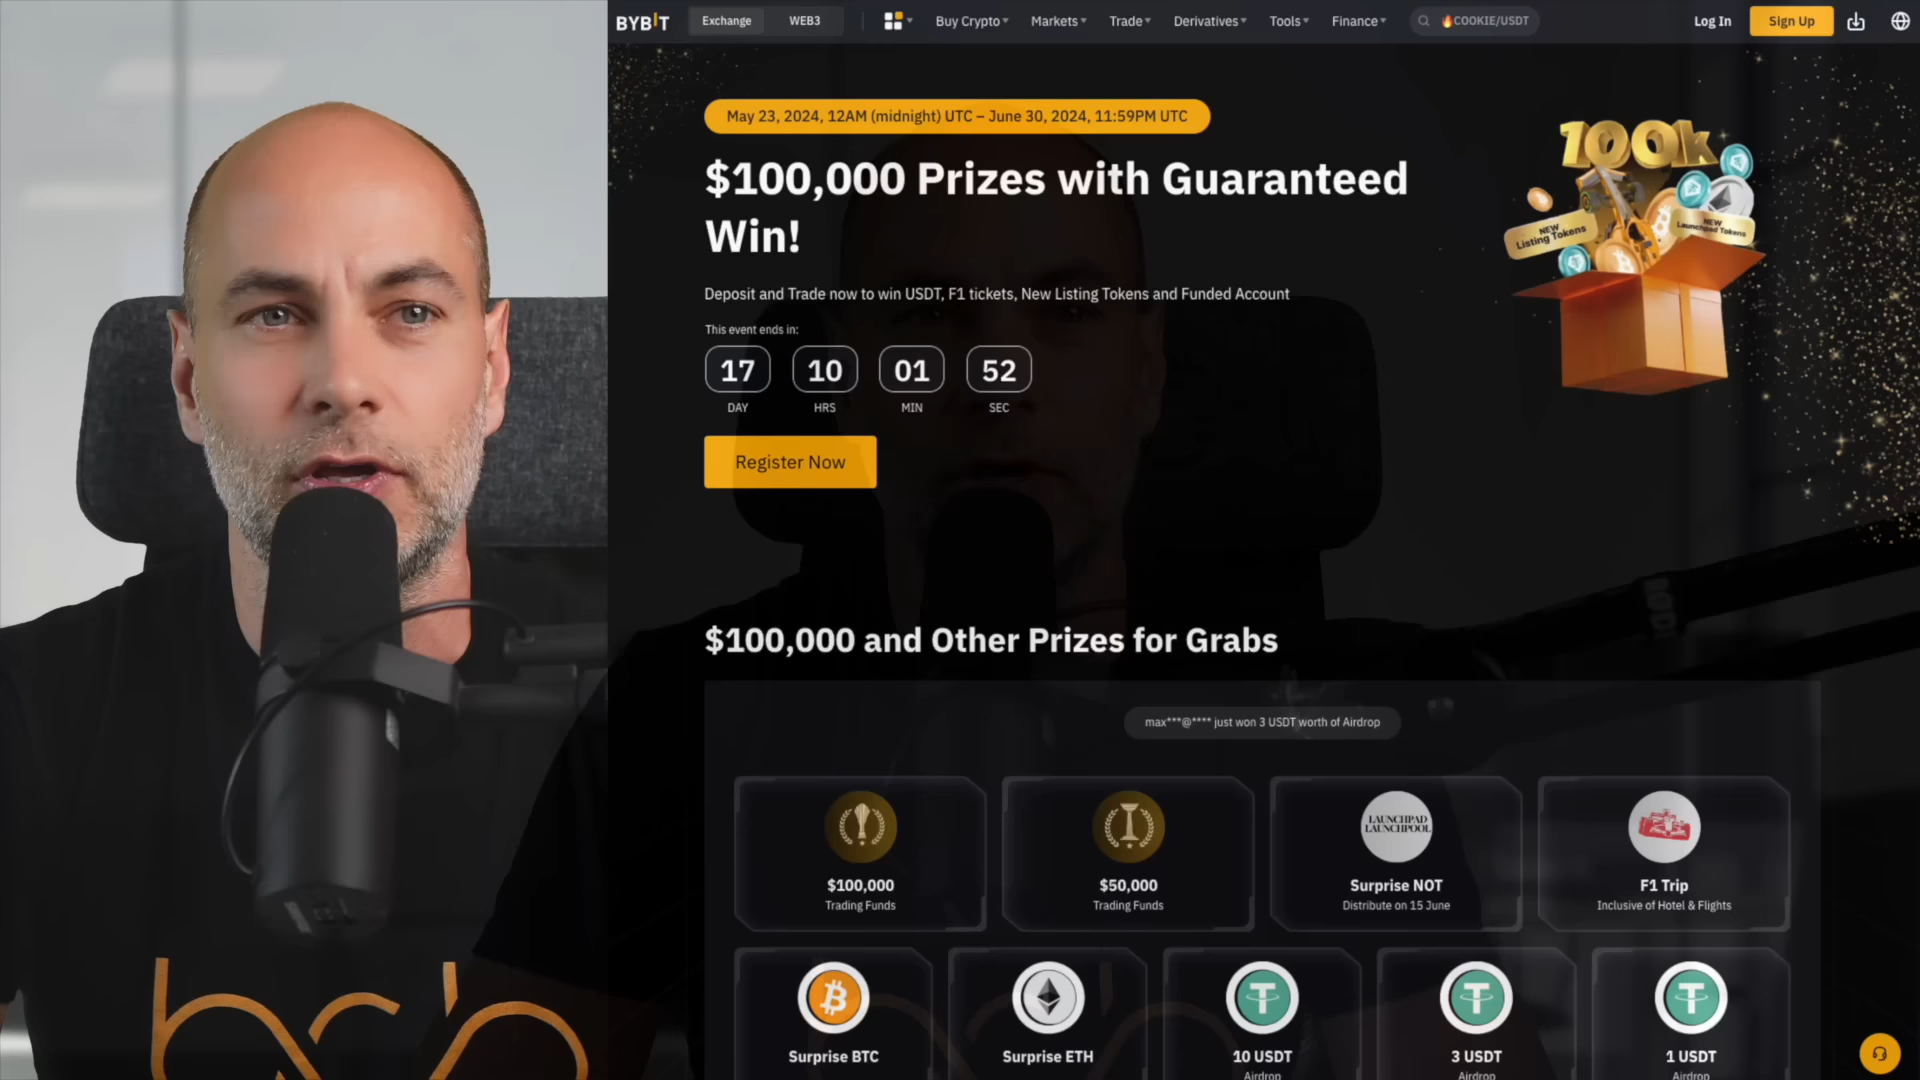 BYBIT
Exchange
WEB3
Buy Crypto
Markets
Trade
Derivatives
Tools
Finance
COOKIE/USDT
Log In
Sign Up
May 23, 2024, 12AM (midnight) UTC – June 30, 2024, 11:59PM UTC
$100,000 Prizes with Guaranteed
Win!
Deposit and Trade now to win USDT, F1 tickets, New Listing Tokens and Funded Account
This event ends in:
17
10
01
52
DAY
HRS
MIN
SEC
Register Now
100k
NEW
Listing Tokens
NEW
Launchpad Tokens
$100,000 and Other Prizes for Grabs
max***@**** just won 3 USDT worth of Airdrop
$100,000
Trading Funds
$50,000
Trading Funds
LAUNCHPAD
LAUNCHPOOL
Surprise NOT
Distribute on 15 June
F1 Trip
Inclusive of Hotel & Flights
Surprise BTC
Surprise ETH
10 USDT
Airdrop
3 USDT
Airdrop
1 USDT
Airdrop